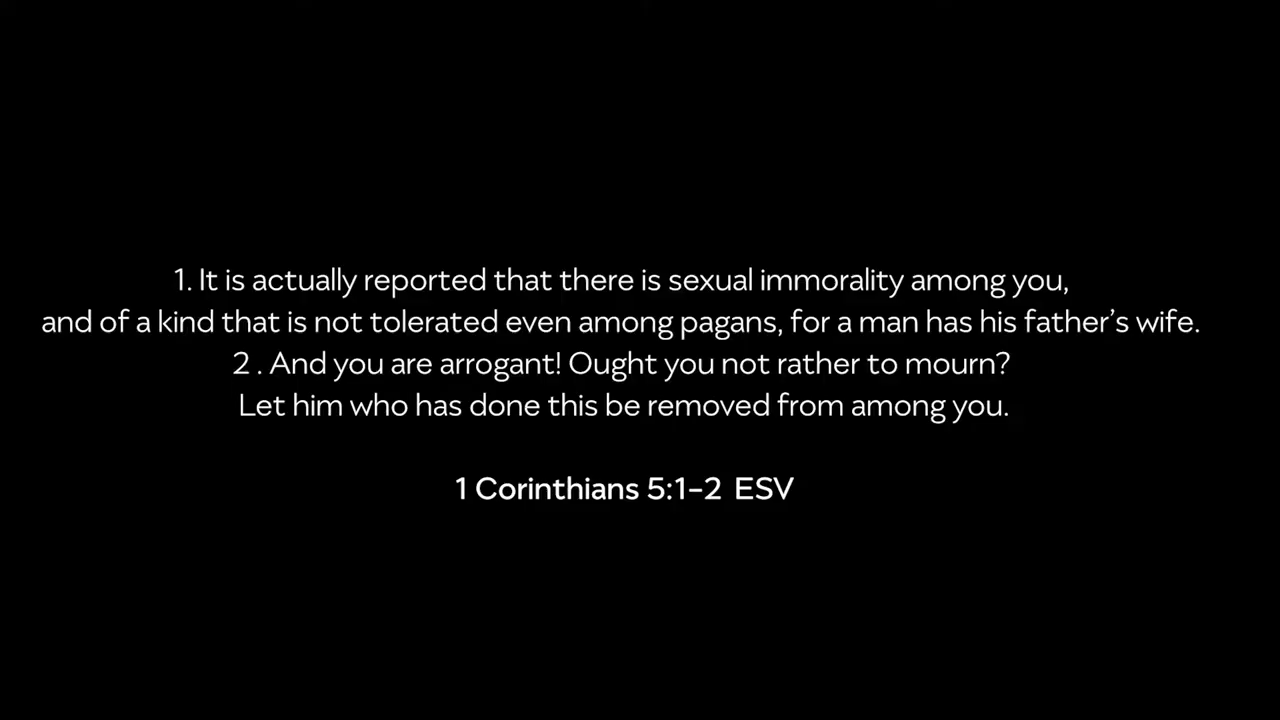 1. It is actually reported that there is sexual immorality among you,
and of a kind that is not tolerated even among pagans, for a man has his father’s wife.
2 . And you are arrogant! Ought you not rather to mourn?
Let him who has done this be removed from among you.
1 Corinthians 5:1–2 ESV